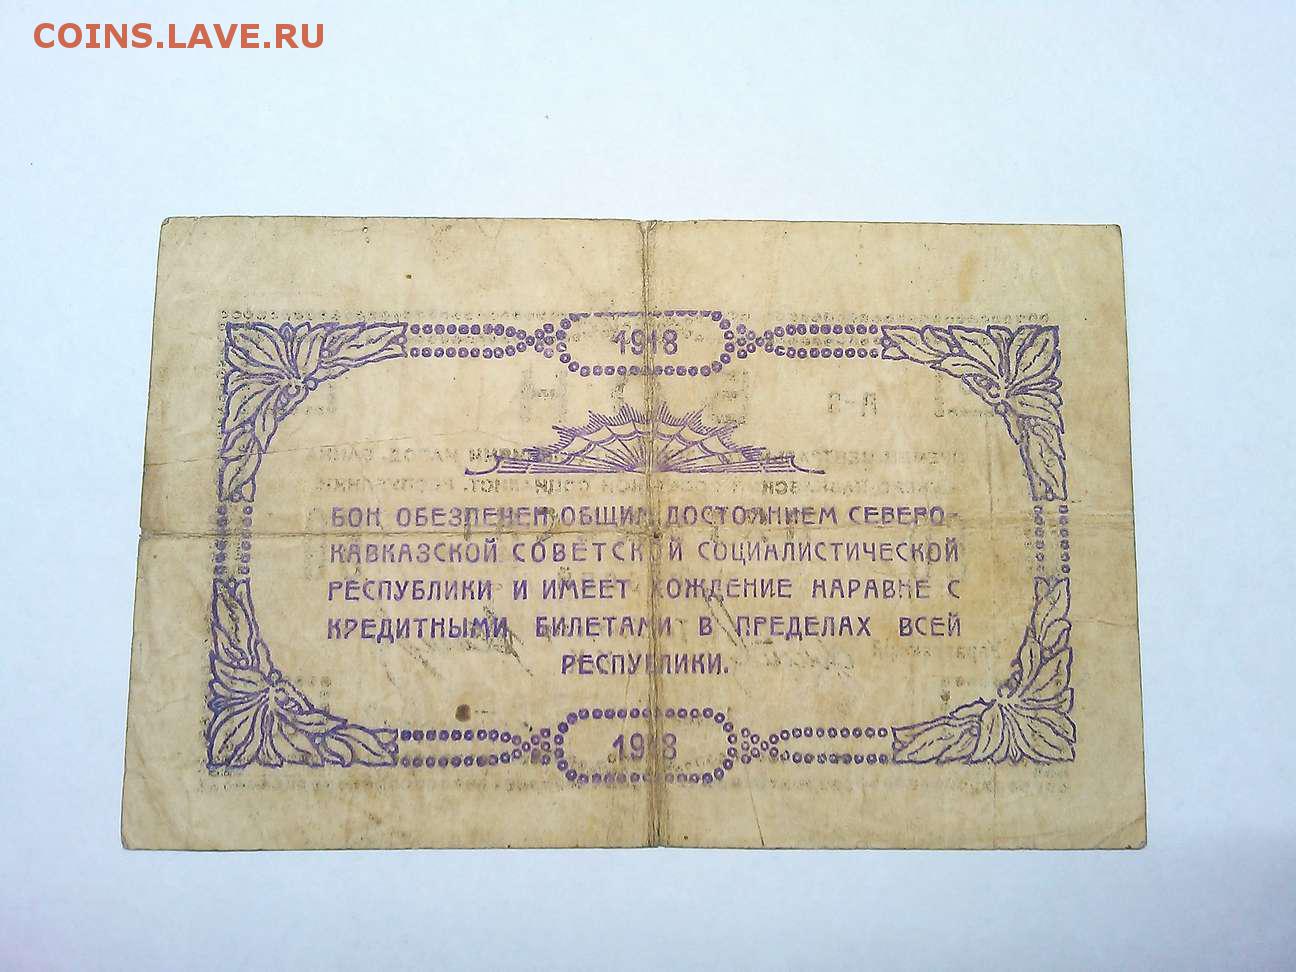 COINS.LAVE.RU
1918
БОН ОБЕЗПЕЧЕН ОБЩИМ ДОСТОЯНИЕМ СЕВЕРО-
КАВКАЗСКОЙ СОВЕТСКОЙ СОЦИАЛИСТИЧЕСКОЙ
РЕСПУБЛИКИ И ИМЕЕТ ХОЖДЕНИЕ НАРАВНЕ С
КРЕДИТНЫМИ БИЛЕТАМИ В ПРЕДЕЛАХ ВСЕЙ
РЕСПУБЛИКИ.
1918